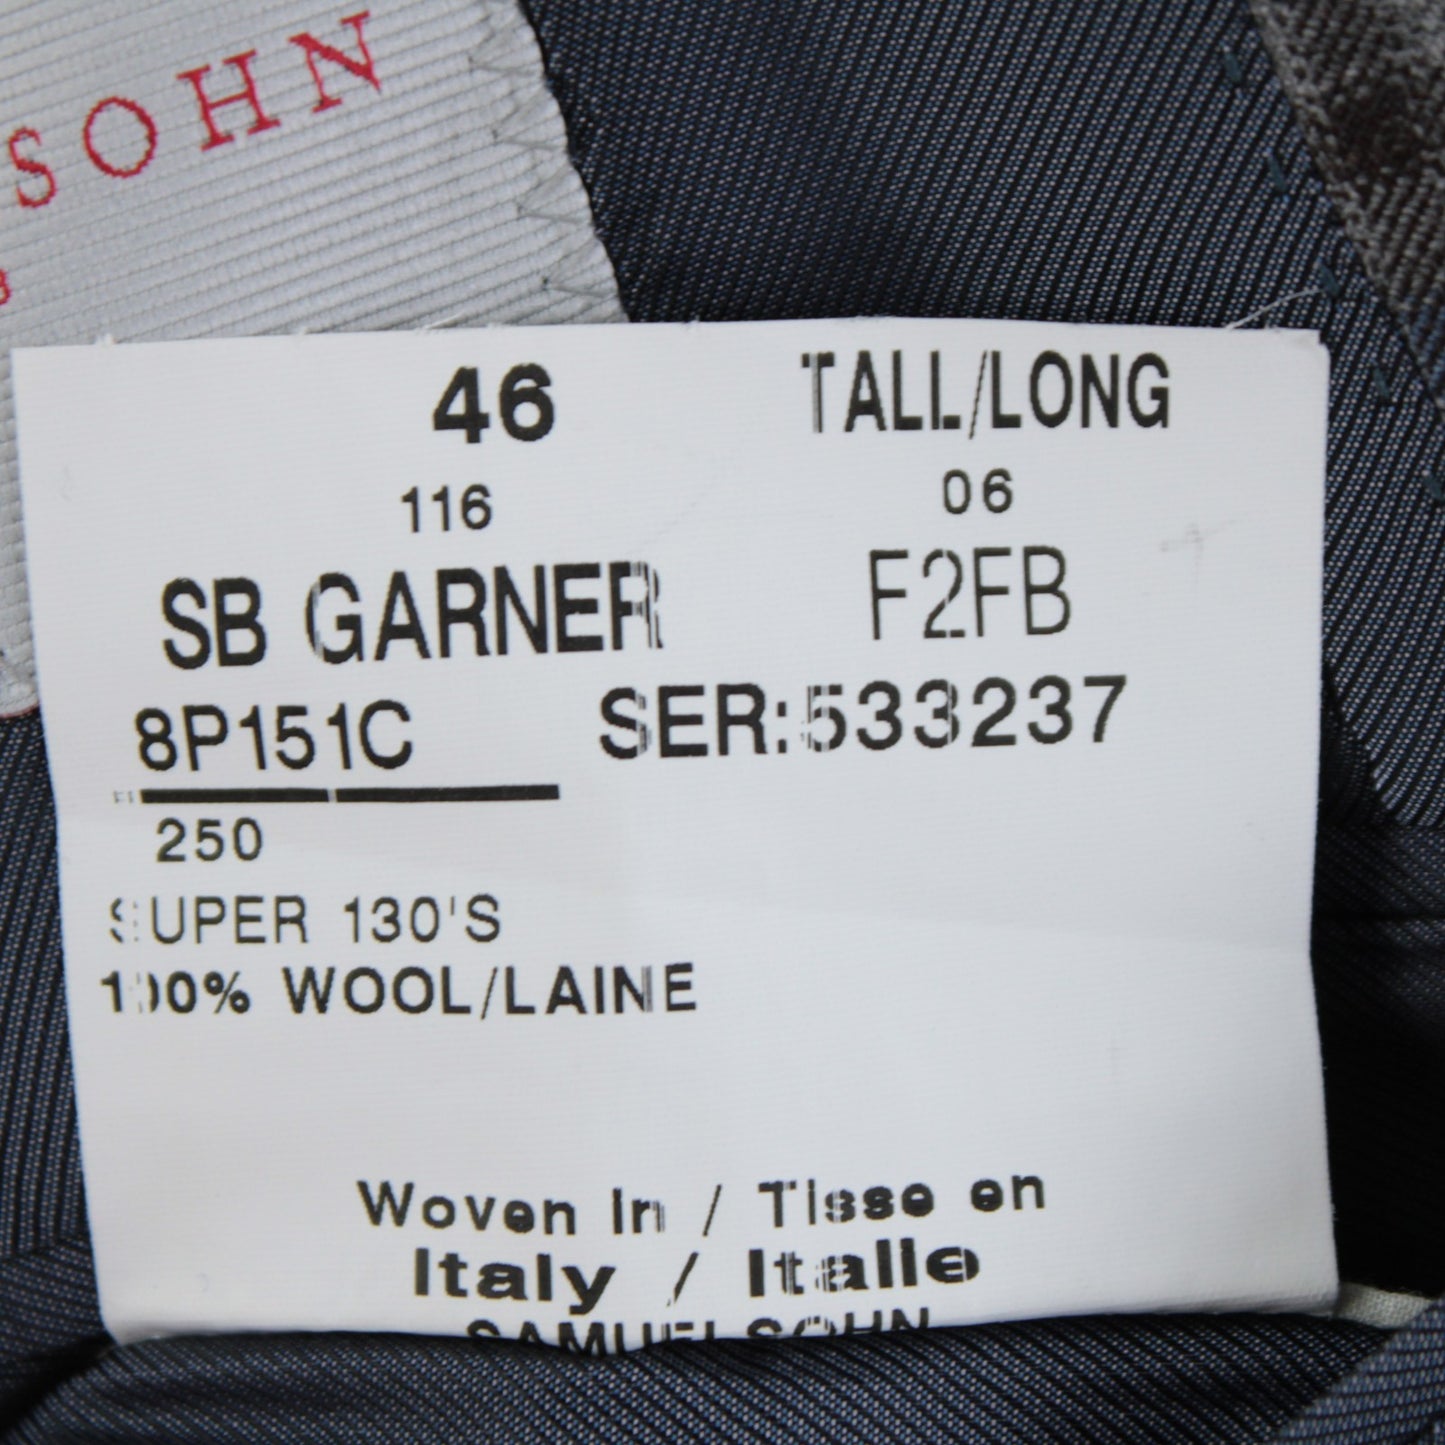 SOHN
46 TALL/LONG
116 06
SB GARNER F2FB
8P151C SER:533237
250
SUPER 130'S
100% WOOL/LAINE
Woven In / Tisse en
Italy / Italie
SAMUELSOHN